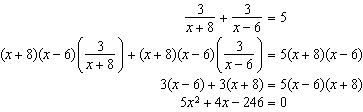 3/(x + 8) + 3/(x − 6) = 5
(x + 8)(x − 6)(3/(x + 8)) + (x + 8)(x − 6)(3/(x − 6)) = 5(x + 8)(x − 6)
3(x − 6) + 3(x + 8) = 5(x − 6)(x + 8)
5x² + 4x − 246 = 0